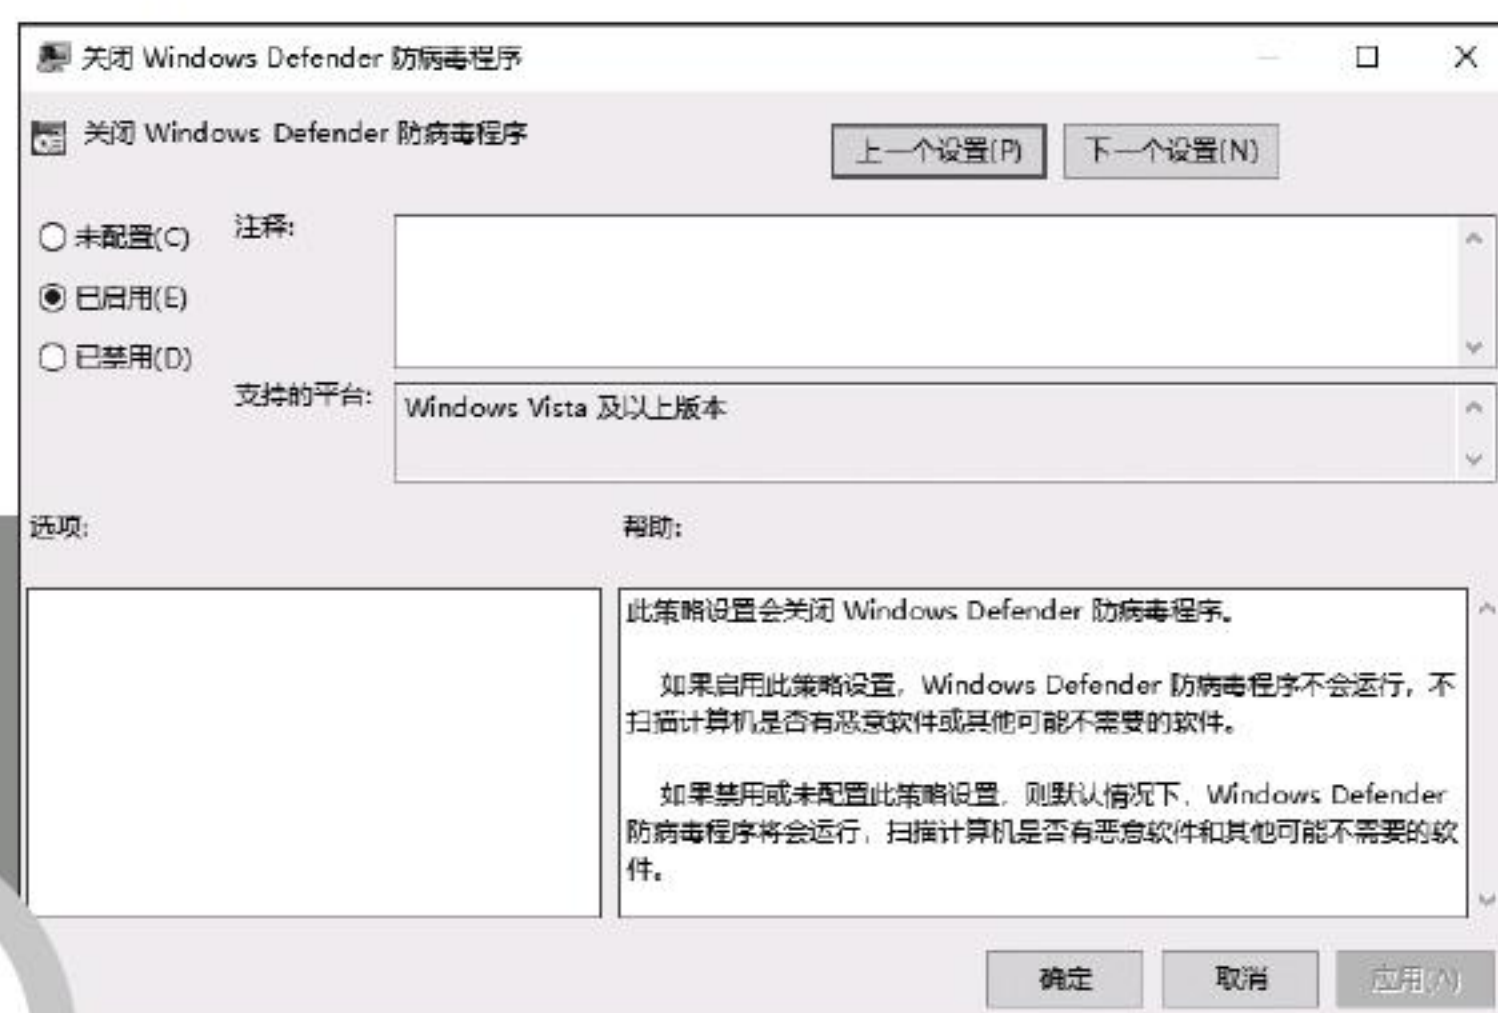 关闭 Windows Defender 防病毒程序
关闭 Windows Defender 防病毒程序
上一个设置(P)
下一个设置(N)
未配置(C)
注释:
已启用(E)
已禁用(D)
支持的平台:
Windows Vista 及以上版本
选项:
帮助:
此策略设置会关闭 Windows Defender 防病毒程序。
如果启用此策略设置，Windows Defender 防病毒程序不会运行，不
扫描计算机是否有恶意软件或其他可能不需要的软件。
如果禁用或未配置此策略设置，则默认情况下，Windows Defender
防病毒程序将会运行，扫描计算机是否有恶意软件和其他可能不需要的软
件。
确定
取消
应用(A)